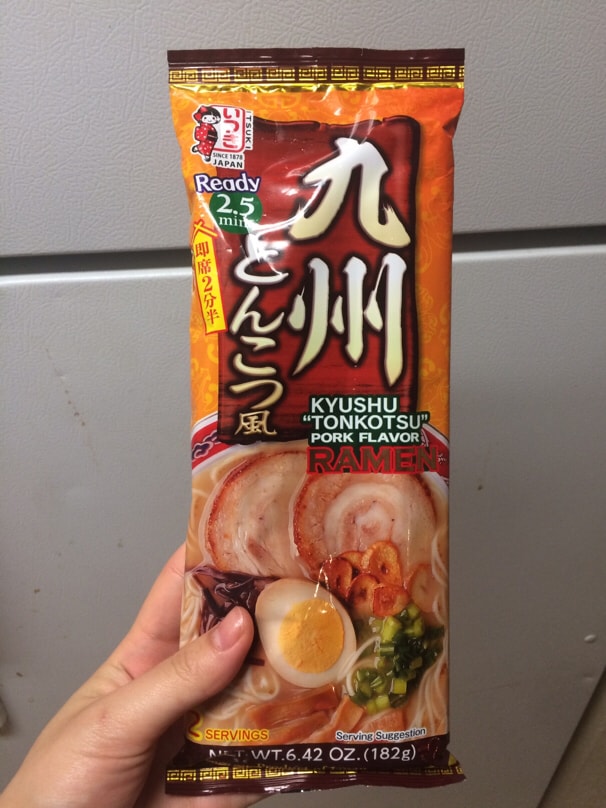 いつき
ITSUKI
SINCE 1878
JAPAN
Ready
2.5
min
九州
即席2分半
とんこつ風
KYUSHU
"TONKOTSU"
PORK FLAVOR
RAMEN
2 SERVINGS
Serving Suggestion
NET WT.6.42 OZ.(182g)